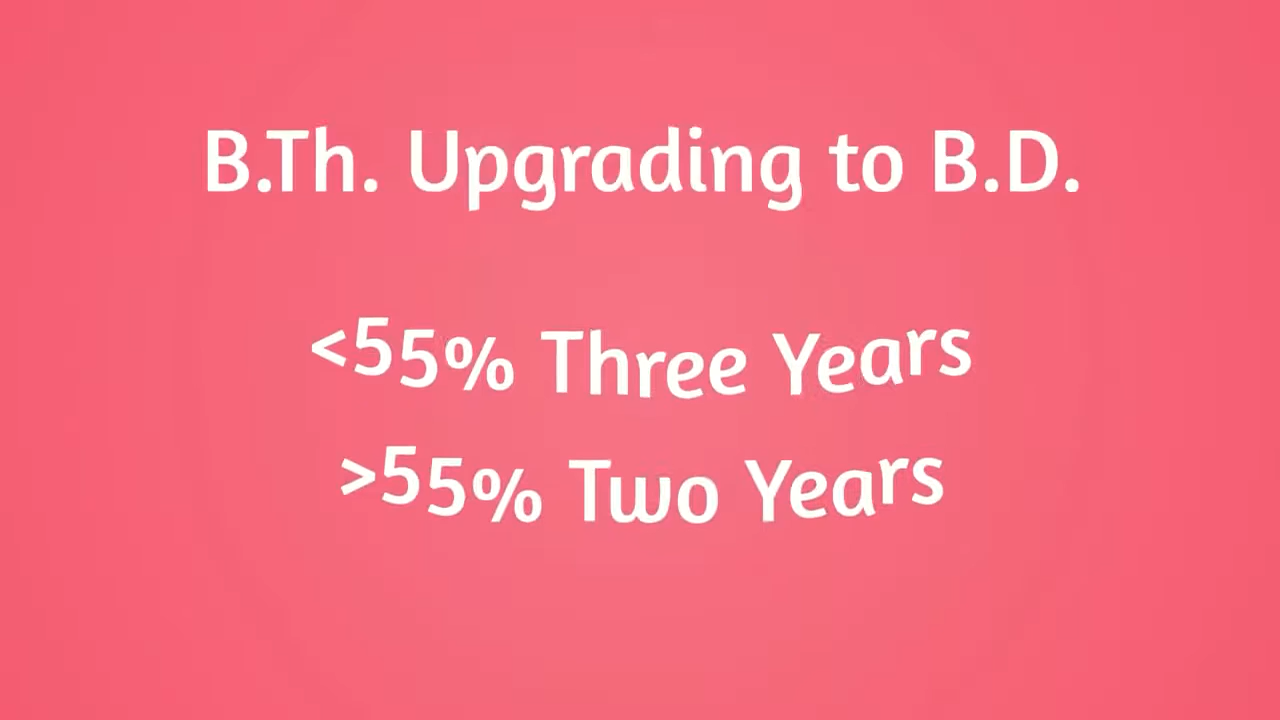 B.Th. Upgrading to B.D.
<55% Three Years
>55% Two Years